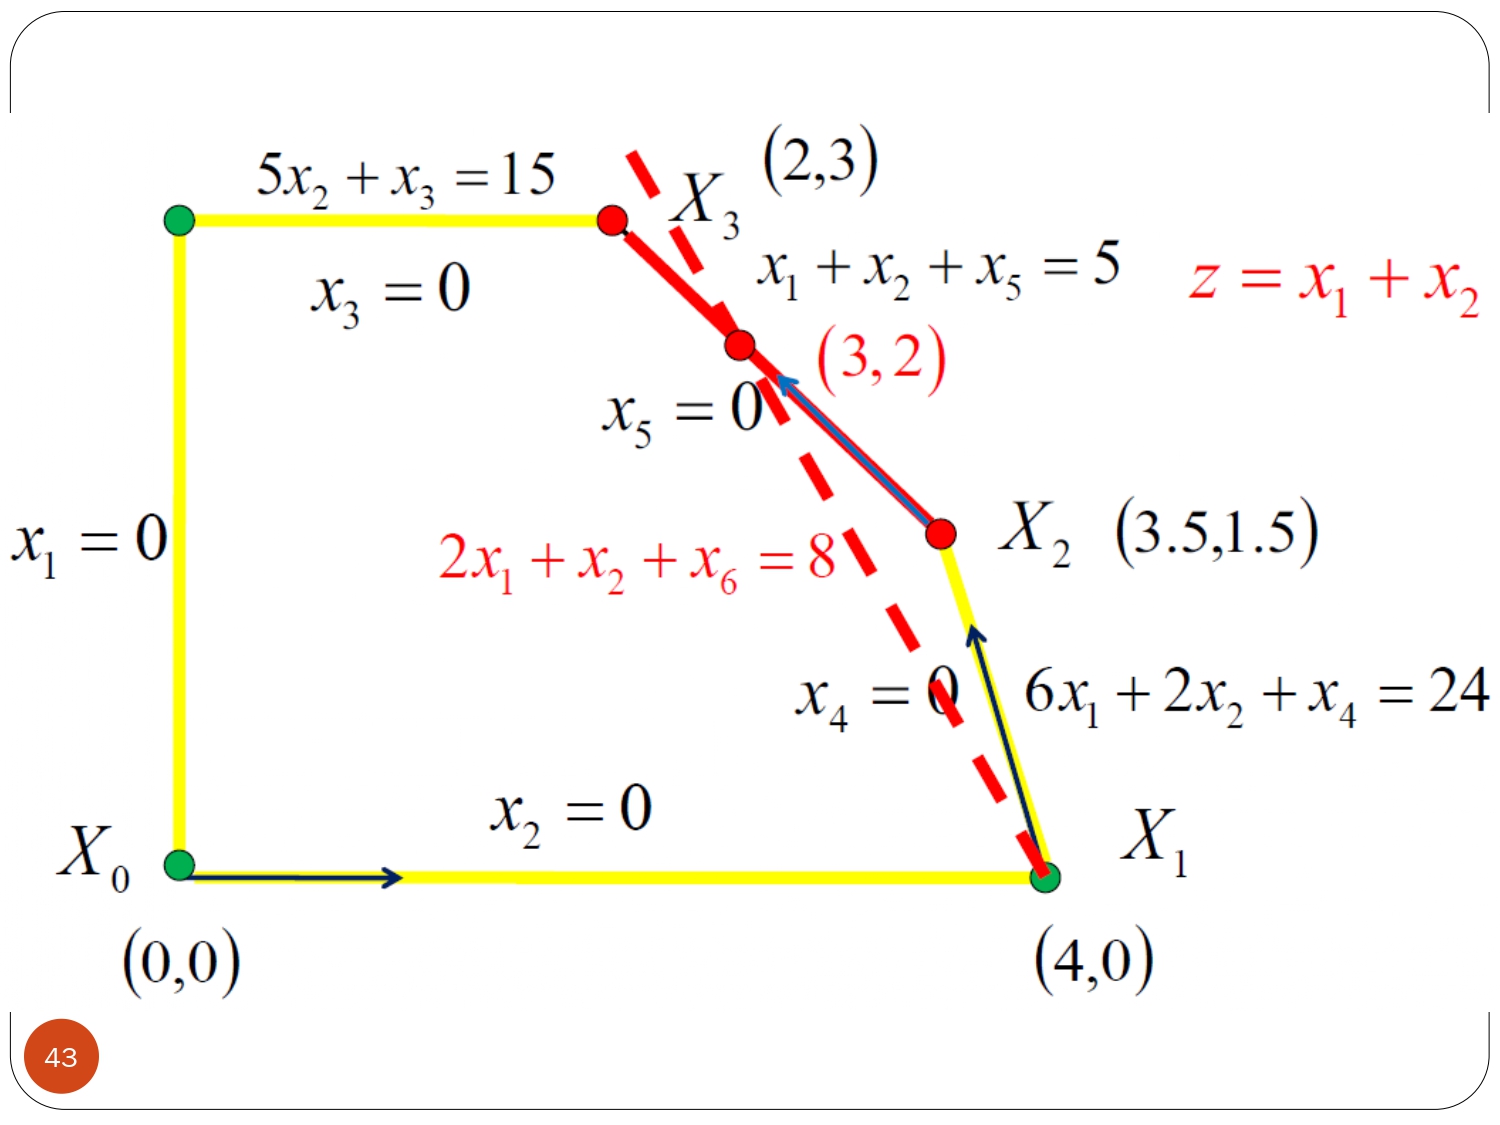 (2,3)
5x₂ + x₃ = 15
X₃
x₁ + x₂ + x₅ = 5
z = x₁ + x₂
x₃ = 0
(3, 2)
x₅ = 0
x₁ = 0
X₂ (3.5,1.5)
2x₁ + x₂ + x₆ = 8
x₄ = 0
6x₁ + 2x₂ + x₄ = 24
x₂ = 0
X₁
X₀
(0,0)
(4,0)
43